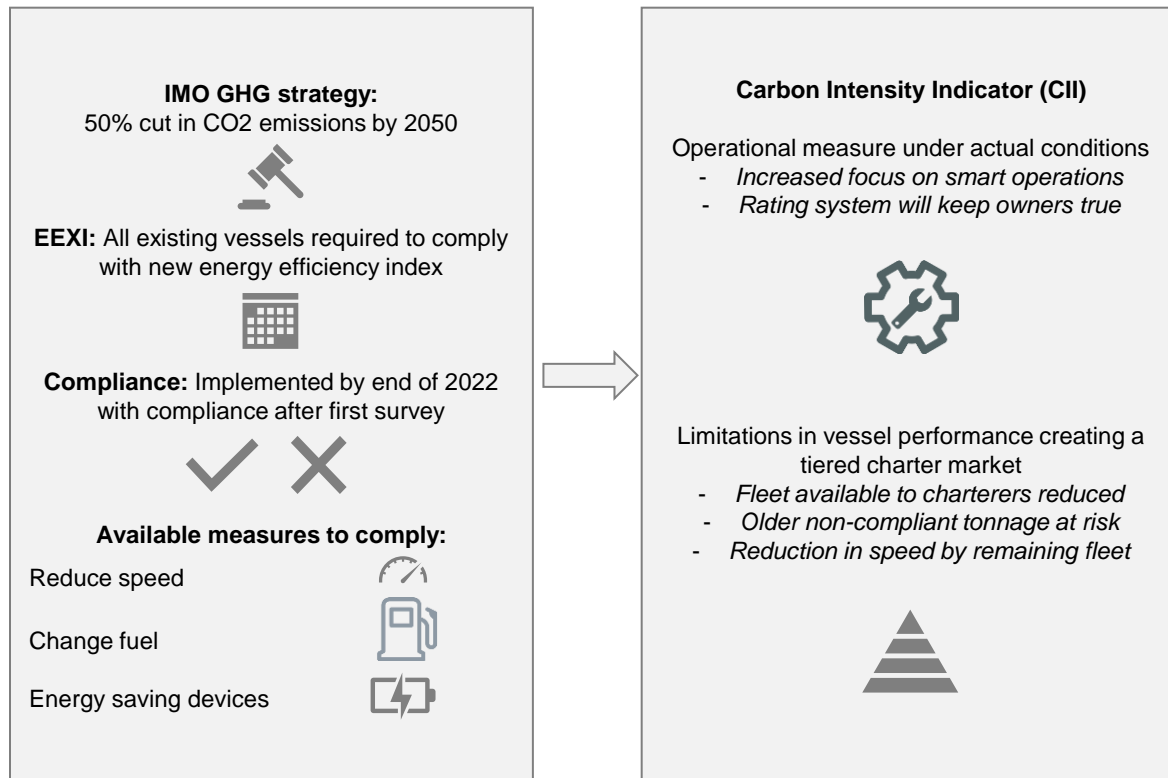 IMO GHG strategy:
50% cut in CO2 emissions by 2050
EEXI: All existing vessels required to comply
with new energy efficiency index
Compliance: Implemented by end of 2022
with compliance after first survey
Available measures to comply:
Reduce speed
Change fuel
Energy saving devices
Carbon Intensity Indicator (CII)
Operational measure under actual conditions
- Increased focus on smart operations
- Rating system will keep owners true
Limitations in vessel performance creating a
tiered charter market
- Fleet available to charterers reduced
- Older non-compliant tonnage at risk
- Reduction in speed by remaining fleet